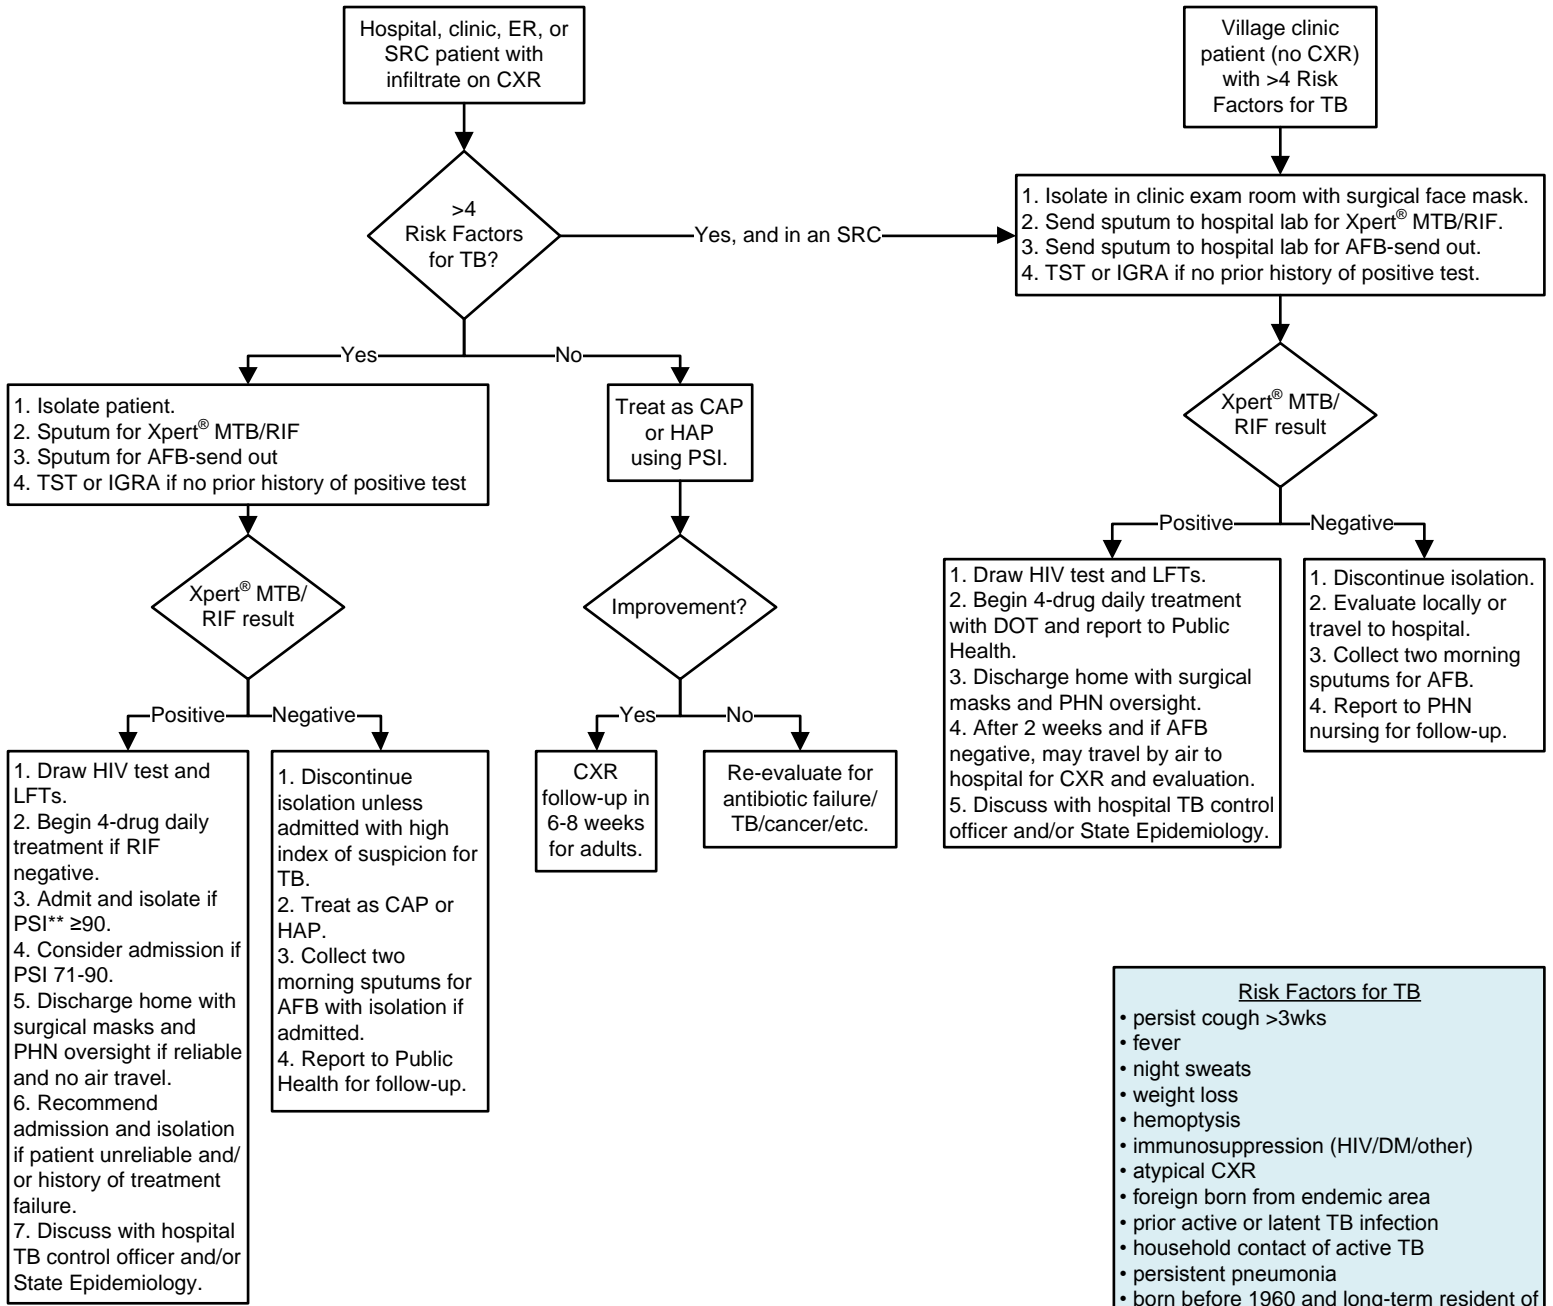 Hospital, clinic, ER, or
SRC patient with
infiltrate on CXR
Village clinic
patient (no CXR)
with >4 Risk
Factors for TB
>4
Risk Factors
for TB?
Yes, and in an SRC
1. Isolate in clinic exam room with surgical face mask.
2. Send sputum to hospital lab for Xpert® MTB/RIF.
3. Send sputum to hospital lab for AFB-send out.
4. TST or IGRA if no prior history of positive test.
Yes
No
1. Isolate patient.
2. Sputum for Xpert® MTB/RIF
3. Sputum for AFB-send out
4. TST or IGRA if no prior history of positive test
Treat as CAP
or HAP
using PSI.
Xpert® MTB/
RIF result
Positive
Negative
Xpert® MTB/
RIF result
Improvement?
1. Draw HIV test and LFTs.
2. Begin 4-drug daily treatment
with DOT and report to Public
Health.
3. Discharge home with surgical
masks and PHN oversight.
4. After 2 weeks and if AFB
negative, may travel by air to
hospital for CXR and evaluation.
5. Discuss with hospital TB control
officer and/or State Epidemiology.
1. Discontinue isolation.
2. Evaluate locally or
travel to hospital.
3. Collect two morning
sputums for AFB.
4. Report to PHN
nursing for follow-up.
Positive
Negative
Yes
No
1. Draw HIV test and
LFTs.
2. Begin 4-drug daily
treatment if RIF
negative.
3. Admit and isolate if
PSI** ≥90.
4. Consider admission if
PSI 71-90.
5. Discharge home with
surgical masks and
PHN oversight if reliable
and no air travel.
6. Recommend
admission and isolation
if patient unreliable and/
or history of treatment
failure.
7. Discuss with hospital
TB control officer and/or
State Epidemiology.
1. Discontinue
isolation unless
admitted with high
index of suspicion for
TB.
2. Treat as CAP or
HAP.
3. Collect two
morning sputums for
AFB with isolation if
admitted.
4. Report to Public
Health for follow-up.
CXR
follow-up in
6-8 weeks
for adults.
Re-evaluate for
antibiotic failure/
TB/cancer/etc.
Risk Factors for TB
• persist cough >3wks
• fever
• night sweats
• weight loss
• hemoptysis
• immunosuppression (HIV/DM/other)
• atypical CXR
• foreign born from endemic area
• prior active or latent TB infection
• household contact of active TB
• persistent pneumonia
• born before 1960 and long-term resident of